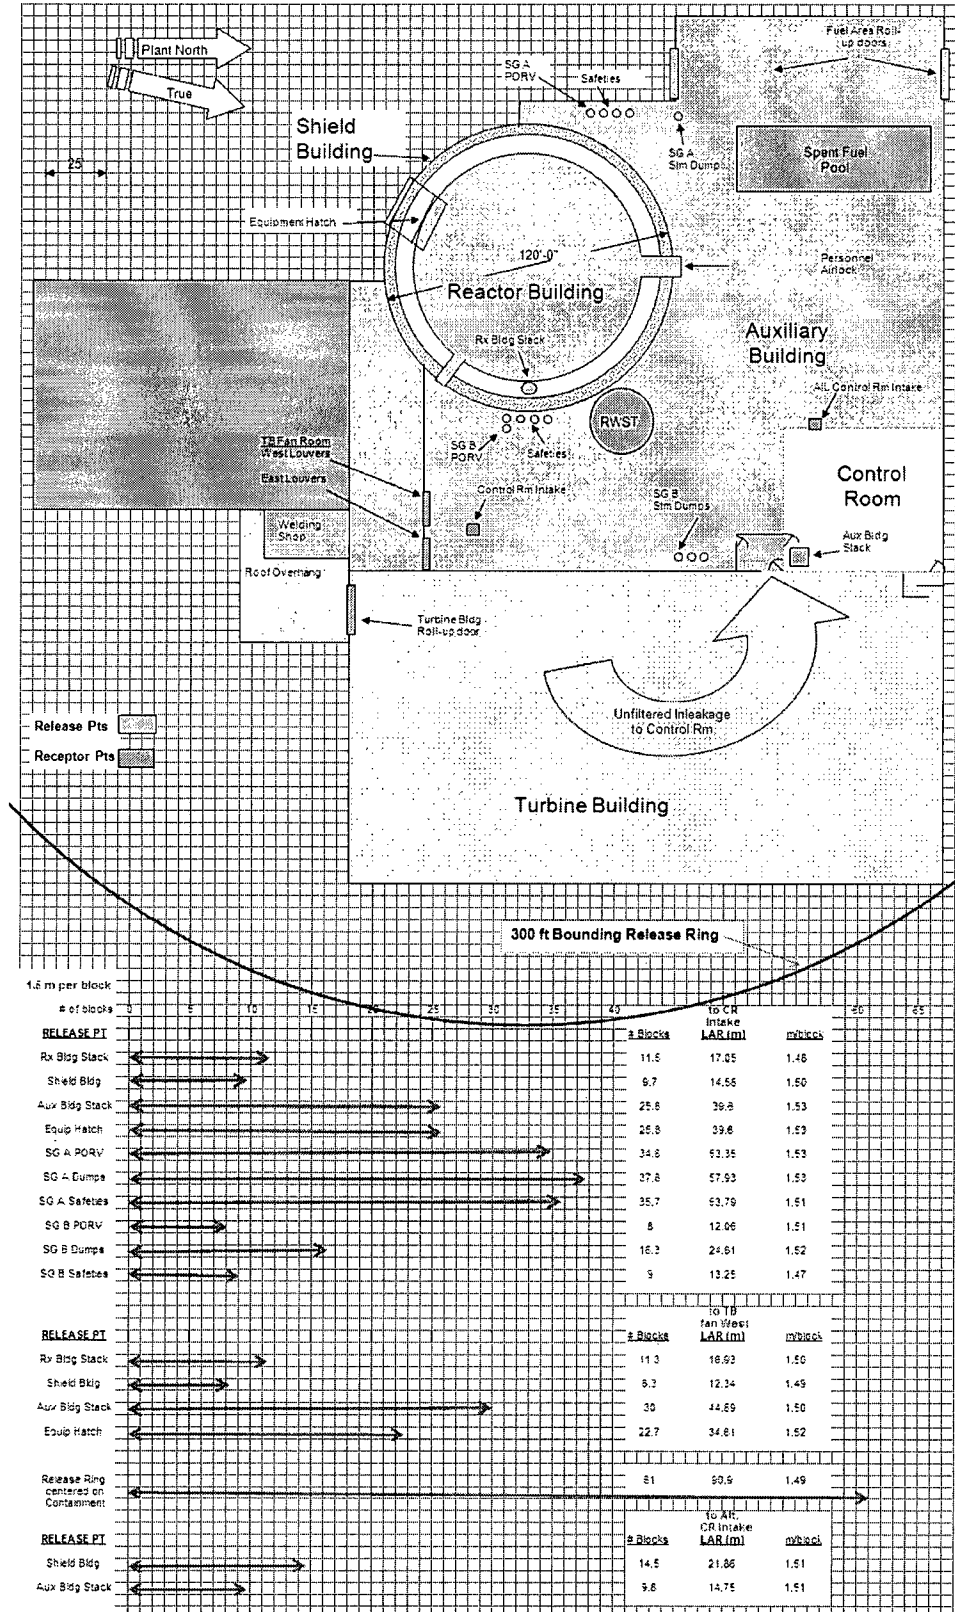 Plant North
True
25'
Fuel Area Roll-
up doors
SG A
PORV
Safeties
Shield
Building
SG A
Stm Dumps
Spent Fuel
Pool
Equipment Hatch
120'-0"
Personnel
Airlock
Reactor Building
Rx Bldg Stack
Auxiliary
Building
Alt. Control Rm Intake
RWST
SG B
PORV
Safeties
TB Fan Room
West Louvers
East Louvers
Control Rm Intake
SG B
Stm Dumps
Control
Room
Welding
Shop
Aux Bldg
Stack
Roof Overhang
Turbine Bldg
Roll-up door
Unfiltered Inleakage
to Control Rm
Release Pts
Receptor Pts
Turbine Building
300 ft Bounding Release Ring
1.5 m per block
# of blocks 0 5 10 15 20 25 30 35 40 60 65
to CR
Intake
RELEASE PT # Blocks LAR (m) m/block
Rx Bldg Stack 11.5 17.05 1.48
Shield Bldg 9.7 14.55 1.50
Aux Bldg Stack 25.8 39.6 1.53
Equip Hatch 25.8 39.6 1.53
SG A PORV 34.8 53.35 1.53
SG A Dumps 37.8 57.93 1.53
SG A Safeties 35.7 53.79 1.51
SG B PORV 8 12.06 1.51
SG B Dumps 16.3 24.81 1.52
SG B Safeties 9 13.25 1.47
to TB
fan West
RELEASE PT # Blocks LAR (m) m/block
Rx Bldg Stack 11.3 16.93 1.50
Shield Bldg 8.3 12.34 1.49
Aux Bldg Stack 30 44.89 1.50
Equip Hatch 22.7 34.61 1.52
Release Ring
centered on
Containment
61 90.9 1.49
to Alt.
CR Intake
RELEASE PT # Blocks LAR (m) m/block
Shield Bldg 14.5 21.86 1.51
Aux Bldg Stack 9.8 14.75 1.51